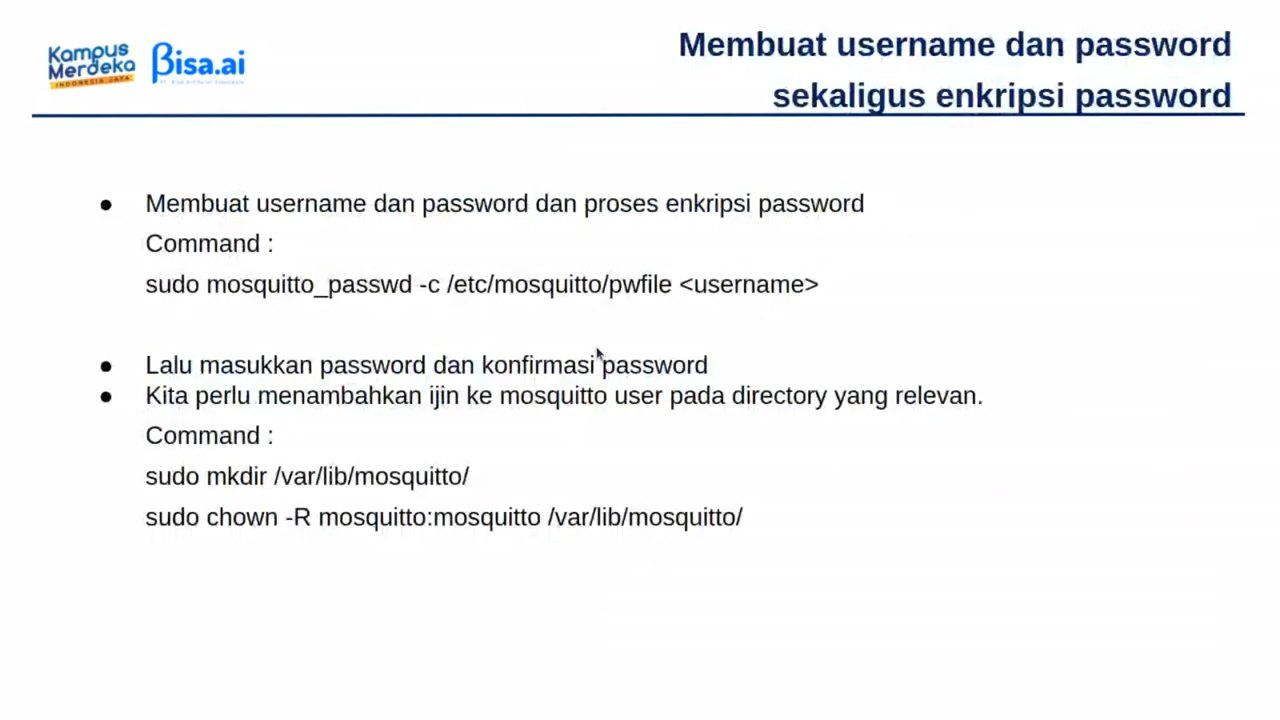 Kampus
Merdeka
INDONESIA JAYA
βisa.ai
Membuat username dan password
sekaligus enkripsi password
● Membuat username dan password dan proses enkripsi password
Command :
sudo mosquitto_passwd -c /etc/mosquitto/pwfile <username>
● Lalu masukkan password dan konfirmasi password
● Kita perlu menambahkan ijin ke mosquitto user pada directory yang relevan.
Command :
sudo mkdir /var/lib/mosquitto/
sudo chown -R mosquitto:mosquitto /var/lib/mosquitto/